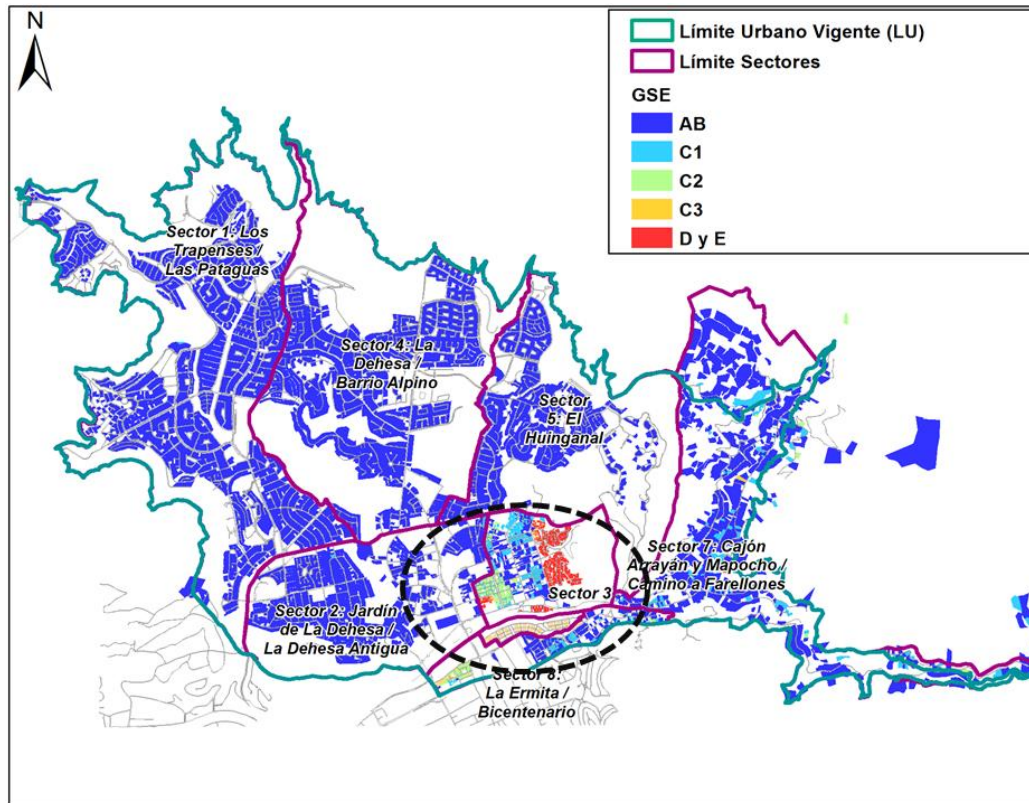 N
Límite Urbano Vigente (LU)
Límite Sectores
GSE
AB
C1
C2
C3
D y E
Sector 1: Los
Trapenses /
Las Pataguas
Sector 4: La
Dehesa /
Barrio Alpino
Sector
5: El
Huinganal
Sector 7: Cajón
Arrayán y Mapocho /
Camino a Farellones
Sector 3
Sector 2: Jardín
de La Dehesa /
La Dehesa Antigua
Sector 8:
La Ermita /
Bicentenario